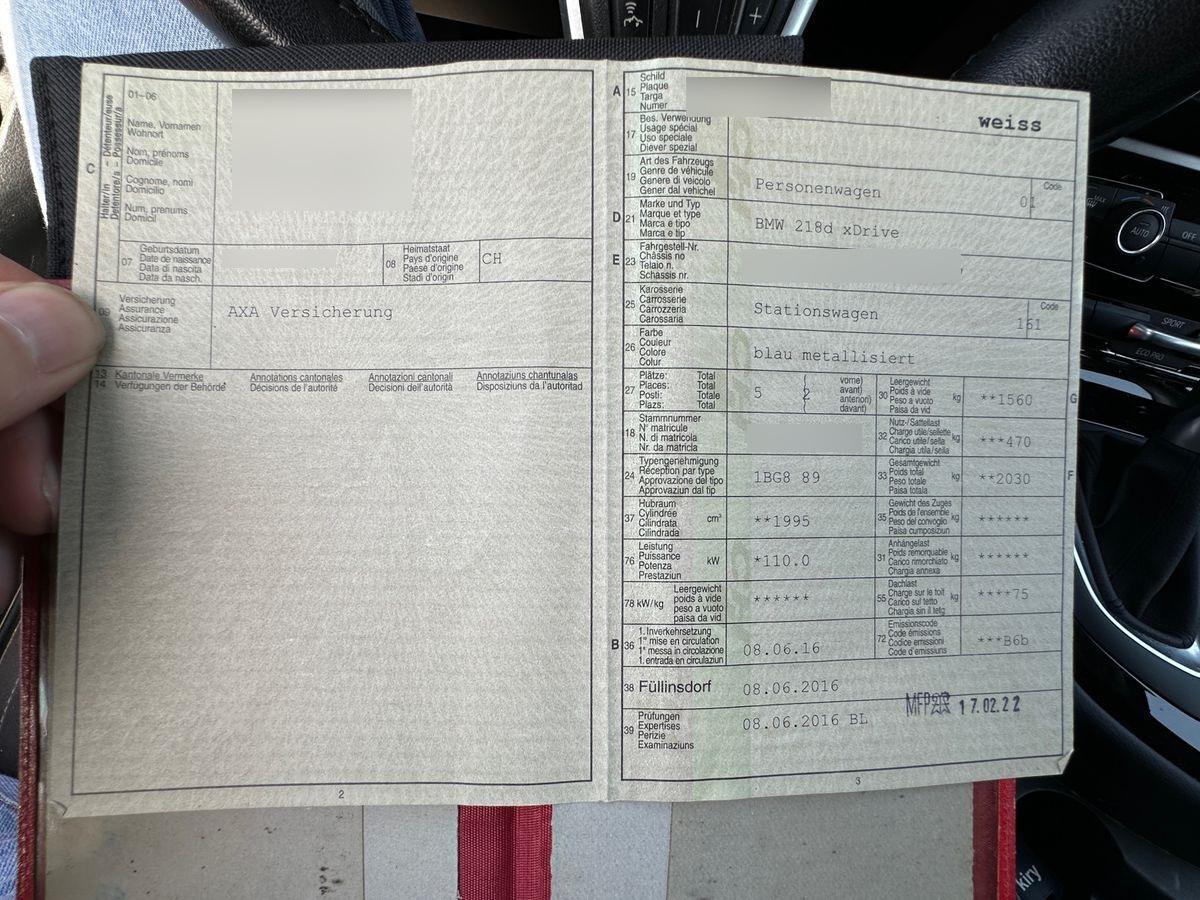 C
Halter/in – Détenteur/euse
Detentore/a – Possessur/a
01–06
Name, Vornamen
Wohnort
Nom, prénoms
Domicile
Cognome, nomi
Domicilio
Num, prenums
Domicil
07
Geburtsdatum
Date de naissance
Data di nascita
Data da nasch.
08
Heimatstaat
Pays d'origine
Paese d'origine
Stadi d'origin
CH
09
Versicherung
Assurance
Assicurazione
Assicuranza
AXA Versicherung
13
14
Kantonale Vermerke
Verfügungen der Behörde
Annotations cantonales
Décisions de l'autorité
Annotazioni cantonali
Decisioni dell'autorità
Annotaziuns chantunalas
Disposiziuns da l'autoritad
2
A
15
Schild
Plaque
Targa
Numer
weiss
17
Bes. Verwendung
Usage spécial
Uso speciale
Diever spezial
19
Art des Fahrzeugs
Genre de véhicule
Genere di veicolo
Gener dal vehichel
Personenwagen
Code
01
D
21
Marke und Typ
Marque et type
Marca e tipo
Marca e tip
BMW 218d xDrive
E
23
Fahrgestell-Nr.
Châssis no
Telaio n.
Schassis nr.
25
Karosserie
Carrosserie
Carrozzeria
Carossaria
Stationswagen
Code
161
26
Farbe
Couleur
Colore
Colur
blau metallisiert
27
Plätze: Total
Places: Total
Posti: Totale
Plazs: Total
5
2
vorne)
avant)
anteriori)
davant)
30
Leergewicht
Poids à vide
Peso a vuoto
Paisa da vid
kg
**1560
G
18
Stammnummer
N° matricule
N. di matricola
Nr. da matricla
32
Nutz-/Sattellast
Charge utile/sellette
Carico utile/sella
Chargia utila/sella
kg
***470
24
Typengenehmigung
Réception par type
Approvazione del tipo
Approvaziun dal tip
1BG8 89
33
Gesamtgewicht
Poids total
Peso totale
Paisa totala
kg
**2030
F
37
Hubraum
Cylindrée
Cilindrata
Cilindrada
cm³
**1995
35
Gewicht des Zuges
Poids de l'ensemble
Peso del convoglio
Paisa cumposiziun
kg
******
76
Leistung
Puissance
Potenza
Prestaziun
kW
*110.0
31
Anhängelast
Poids remorquable
Carico rimorchiato
Chargia annexa
kg
******
78 kW/kg
Leergewicht
poids à vide
peso a vuoto
paisa da vid
******
55
Dachlast
Charge sur le toit
Carico sul tetto
Chargia sin il tetg
kg
****75
B
36
1. Inverkehrsetzung
1re mise en circulation
1a messa in circolazione
1. entrada en circulaziun
08.06.16
72
Emissionscode
Code émissions
Codice emissioni
Code d'emissiuns
***B6b
38
Füllinsdorf
08.06.2016
39
Prüfungen
Expertises
Perizie
Examinaziuns
08.06.2016 BL
MFP
17.02.22
3
AUTO
MAX
OFF
SPORT
ECO PRO
kiry